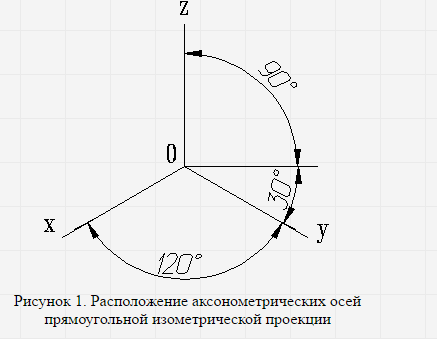 z
90°
0
30°
x
y
120°
Рисунок 1. Расположение аксонометрических осей
прямоугольной изометрической проекции